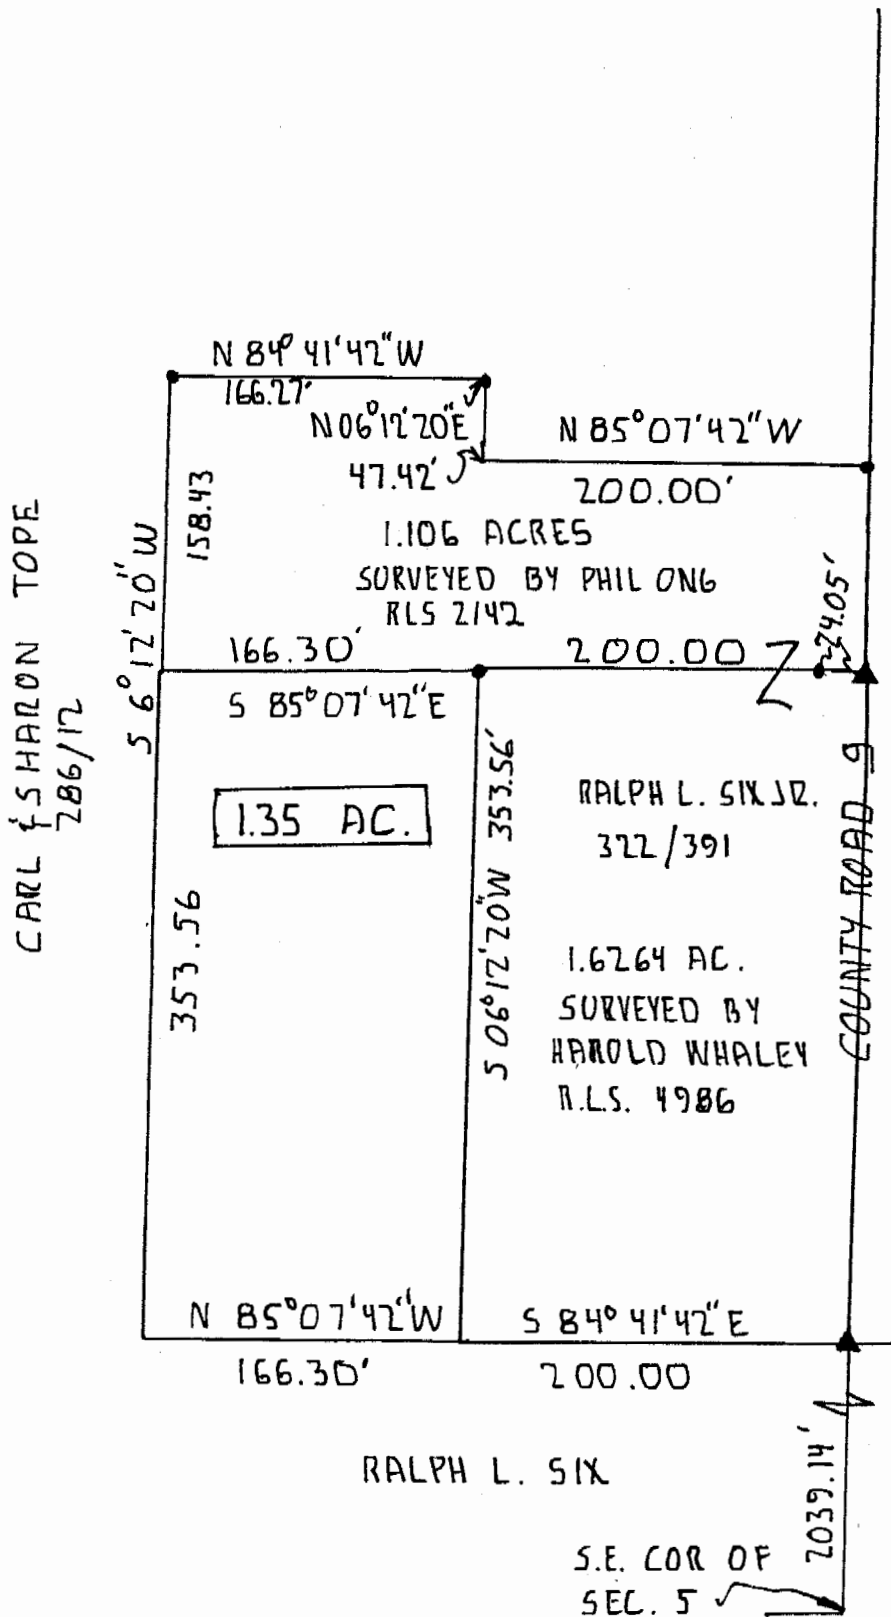 N 84° 41' 42" W
166.27'
N 06° 12' 20" E
47.42'
N 85° 07' 42" W
200.00'
158.43
1.106 ACRES
SURVEYED BY PHIL ONG
RLS 2142
S 6° 12' 20" W
CARL & SHARON TOPE
286/12
166.30'
200.00
24.05'
S 85° 07' 42" E
1.35 AC.
353.56
S 06° 12' 20" W 353.56'
RALPH L. SIX JR.
322/391
1.6264 AC.
SURVEYED BY
HAROLD WHALEY
R.L.S. 4986
COUNTY ROAD 9
N 85° 07' 42" W
S 84° 41' 42" E
166.30'
200.00
RALPH L. SIX
2039.14'
S.E. COR OF
SEC. 5